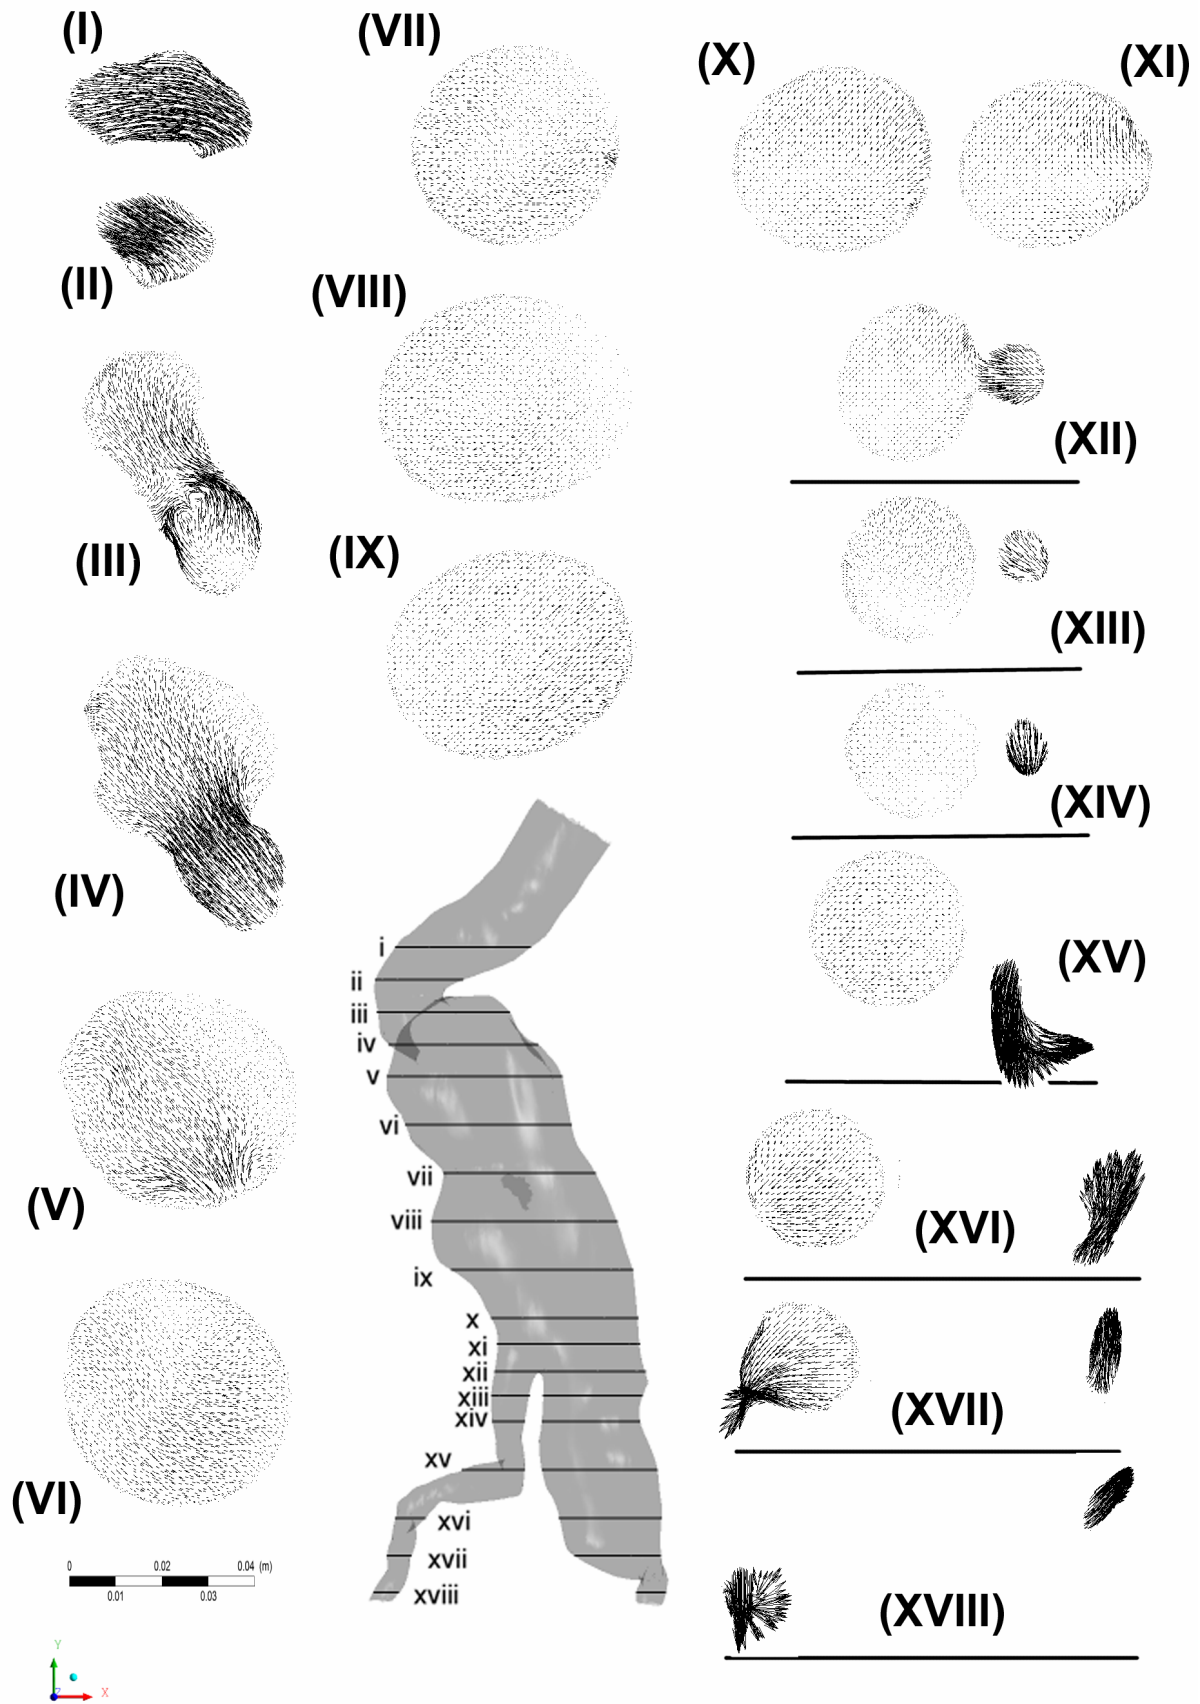 (I)
(II)
(III)
(IV)
(V)
(VI)
0 0.02 0.04 (m)
0.01 0.03
Y
Z X
(VII)
(VIII)
(IX)
i
ii
iii
iv
v
vi
vii
viii
ix
x
xi
xii
xiii
xiv
xv
xvi
xvii
xviii
(X)
(XI)
(XII)
(XIII)
(XIV)
(XV)
(XVI)
(XVII)
(XVIII)